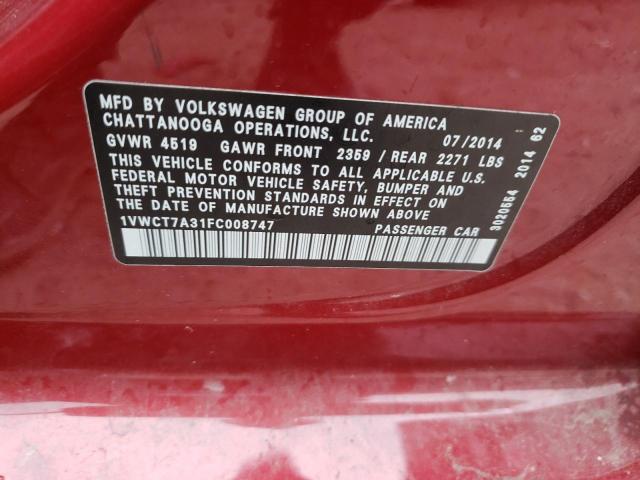 MFD BY VOLKSWAGEN GROUP OF AMERICA
CHATTANOOGA OPERATIONS, LLC. 07/2014
GVWR 4519 GAWR FRONT 2359 / REAR 2271 LBS
THIS VEHICLE CONFORMS TO ALL APPLICABLE U.S.
FEDERAL MOTOR VEHICLE SAFETY, BUMPER AND
THEFT PREVENTION STANDARDS IN EFFECT ON
THE DATE OF MANUFACTURE SHOWN ABOVE
1VWCT7A31FC008747 PASSENGER CAR
3020554 2014 62